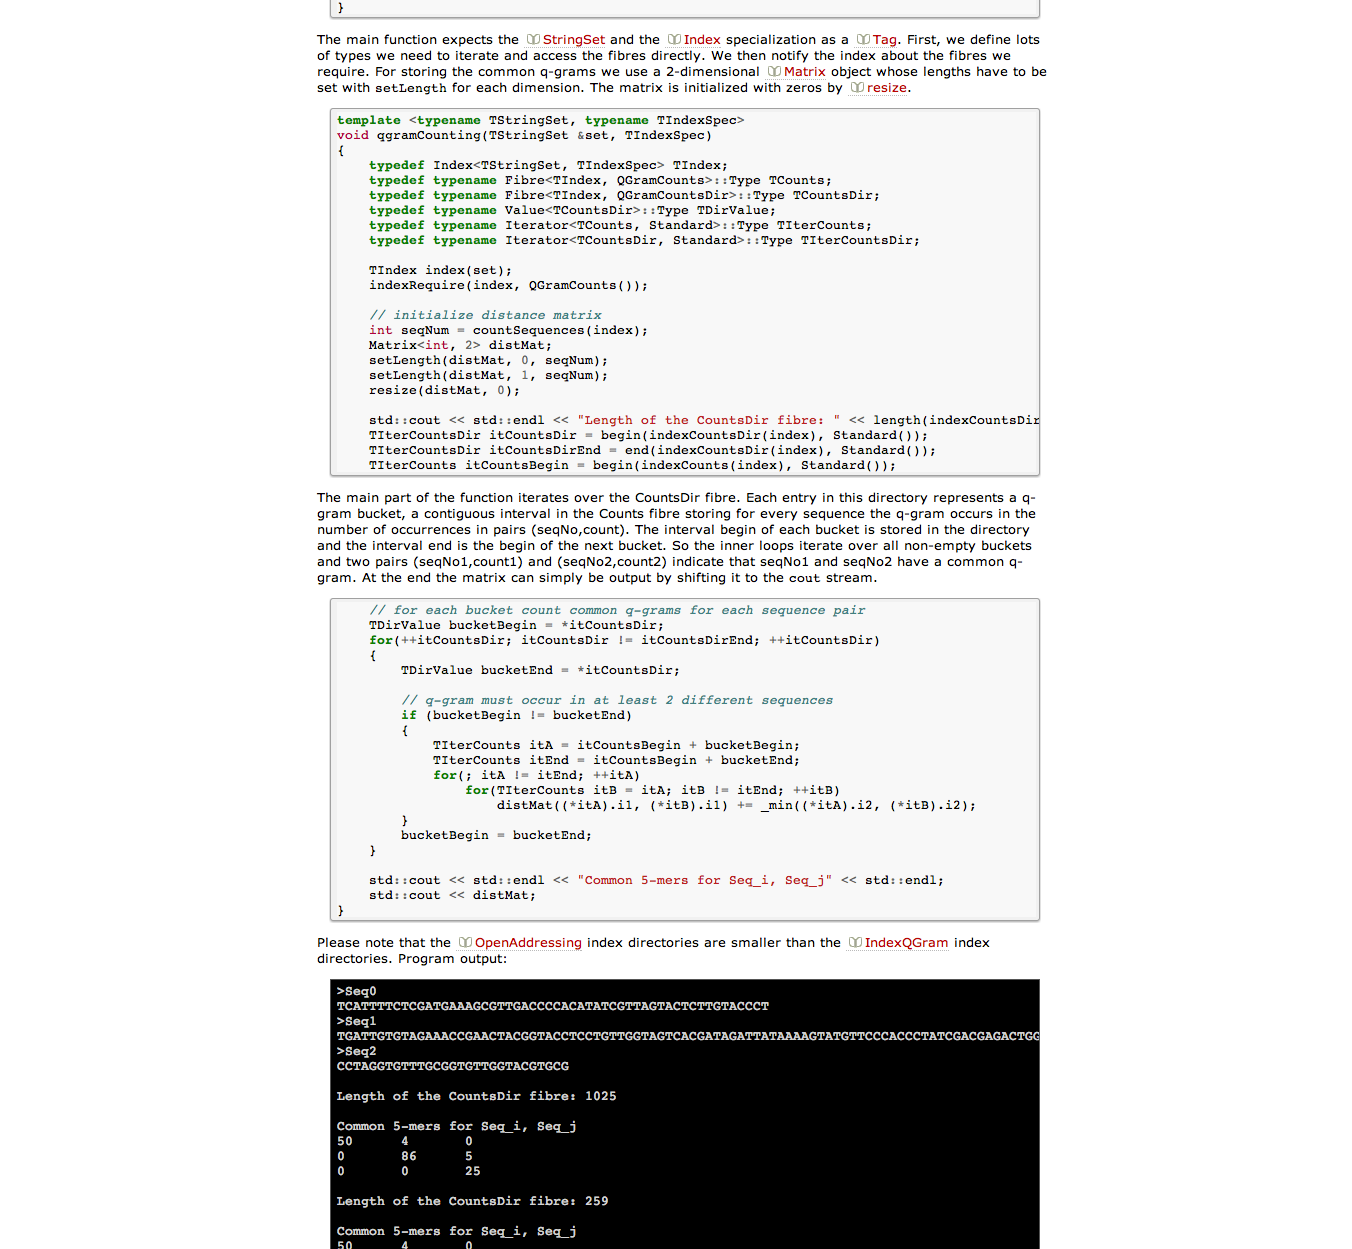 }
The main function expects the StringSet and the Index specialization as a Tag. First, we define lots
of types we need to iterate and access the fibres directly. We then notify the index about the fibres we
require. For storing the common q-grams we use a 2-dimensional Matrix object whose lengths have to be
set with setLength for each dimension. The matrix is initialized with zeros by resize.
template <typename TStringSet, typename TIndexSpec>
void qgramCounting(TStringSet &set, TIndexSpec)
{
    typedef Index<TStringSet, TIndexSpec> TIndex;
    typedef typename Fibre<TIndex, QGramCounts>::Type TCounts;
    typedef typename Fibre<TIndex, QGramCountsDir>::Type TCountsDir;
    typedef typename Value<TCountsDir>::Type TDirValue;
    typedef typename Iterator<TCounts, Standard>::Type TIterCounts;
    typedef typename Iterator<TCountsDir, Standard>::Type TIterCountsDir;
    TIndex index(set);
    indexRequire(index, QGramCounts());
    // initialize distance matrix
    int seqNum = countSequences(index);
    Matrix<int, 2> distMat;
    setLength(distMat, 0, seqNum);
    setLength(distMat, 1, seqNum);
    resize(distMat, 0);
    std::cout << std::endl << "Length of the CountsDir fibre: " << length(indexCountsDir
    TIterCountsDir itCountsDir = begin(indexCountsDir(index), Standard());
    TIterCountsDir itCountsDirEnd = end(indexCountsDir(index), Standard());
    TIterCounts itCountsBegin = begin(indexCounts(index), Standard());
The main part of the function iterates over the CountsDir fibre. Each entry in this directory represents a q-
gram bucket, a contiguous interval in the Counts fibre storing for every sequence the q-gram occurs in the
number of occurrences in pairs (seqNo,count). The interval begin of each bucket is stored in the directory
and the interval end is the begin of the next bucket. So the inner loops iterate over all non-empty buckets
and two pairs (seqNo1,count1) and (seqNo2,count2) indicate that seqNo1 and seqNo2 have a common q-
gram. At the end the matrix can simply be output by shifting it to the cout stream.
    // for each bucket count common q-grams for each sequence pair
    TDirValue bucketBegin = *itCountsDir;
    for(++itCountsDir; itCountsDir != itCountsDirEnd; ++itCountsDir)
    {
        TDirValue bucketEnd = *itCountsDir;
        // q-gram must occur in at least 2 different sequences
        if (bucketBegin != bucketEnd)
        {
            TIterCounts itA = itCountsBegin + bucketBegin;
            TIterCounts itEnd = itCountsBegin + bucketEnd;
            for(; itA != itEnd; ++itA)
                for(TIterCounts itB = itA; itB != itEnd; ++itB)
                    distMat((*itA).i1, (*itB).i1) += _min((*itA).i2, (*itB).i2);
        }
        bucketBegin = bucketEnd;
    }
    std::cout << std::endl << "Common 5-mers for Seq_i, Seq_j" << std::endl;
    std::cout << distMat;
}
Please note that the OpenAddressing index directories are smaller than the IndexQGram index
directories. Program output:
>Seq0
TCATTTTCTCGATGAAAGCGTTGACCCCACATATCGTTAGTACTCTTGTACCCT
>Seq1
TGATTGTGTAGAAACCGAACTACGGTACCTCCTGTTGGTAGTCACGATAGATTATAAAAGTATGTTCCCACCCTATCGACGAGACTGG
>Seq2
CCTAGGTGTTTGCGGTGTTGGTACGTGCG
Length of the CountsDir fibre: 1025
Common 5-mers for Seq_i, Seq_j
50 4 0
0 86 5
0 0 25
Length of the CountsDir fibre: 259
Common 5-mers for Seq_i, Seq_j
50 4 0